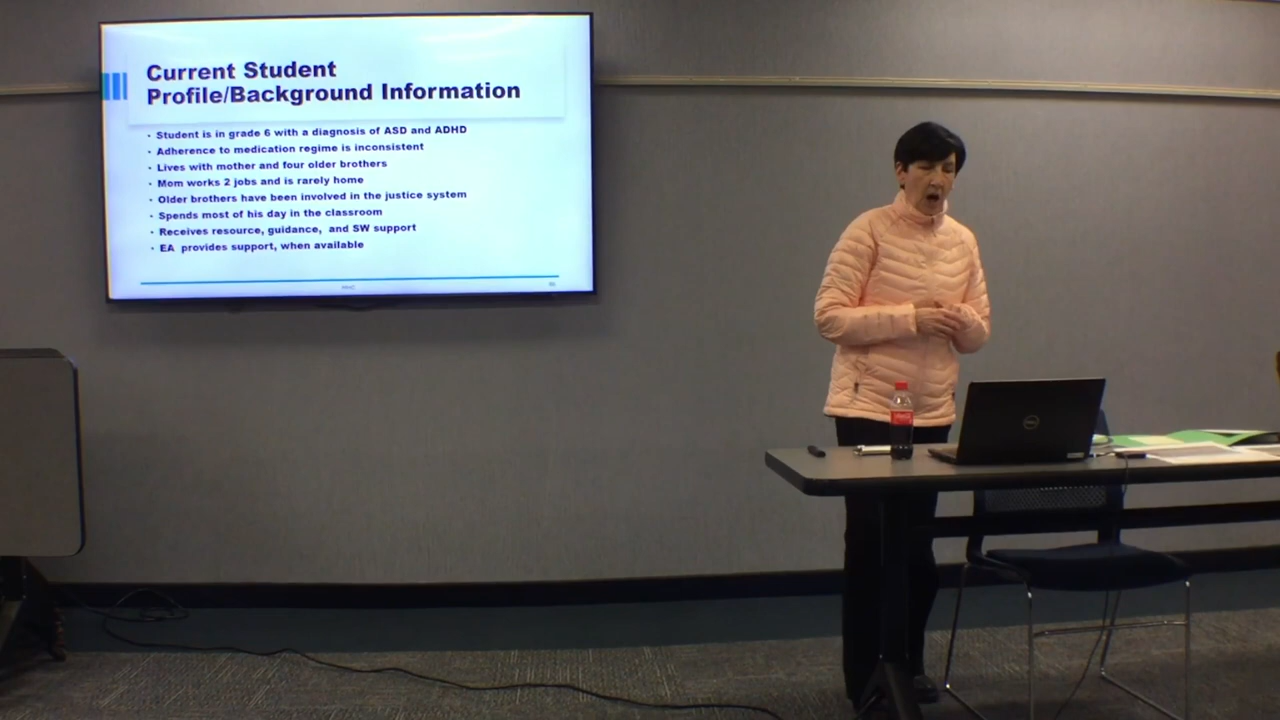 Current Student
Profile/Background Information
• Student is in grade 6 with a diagnosis of ASD and ADHD
• Adherence to medication regime is inconsistent
• Lives with mother and four older brothers
• Mom works 2 jobs and is rarely home
• Older brothers have been involved in the justice system
• Spends most of his day in the classroom
• Receives resource, guidance, and SW support
• EA provides support, when available
DELL